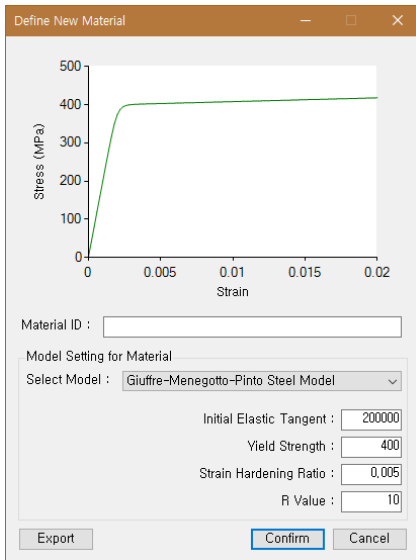 Define New Material
500
400
300
200
100
0
Stress (MPa)
0 0.005 0.01 0.015 0.02
Strain
Material ID :
Model Setting for Material
Select Model : Giuffre-Menegotto-Pinto Steel Model
Initial Elastic Tangent : 200000
Yield Strength : 400
Strain Hardening Ratio : 0,005
R Value : 10
Export Confirm Cancel